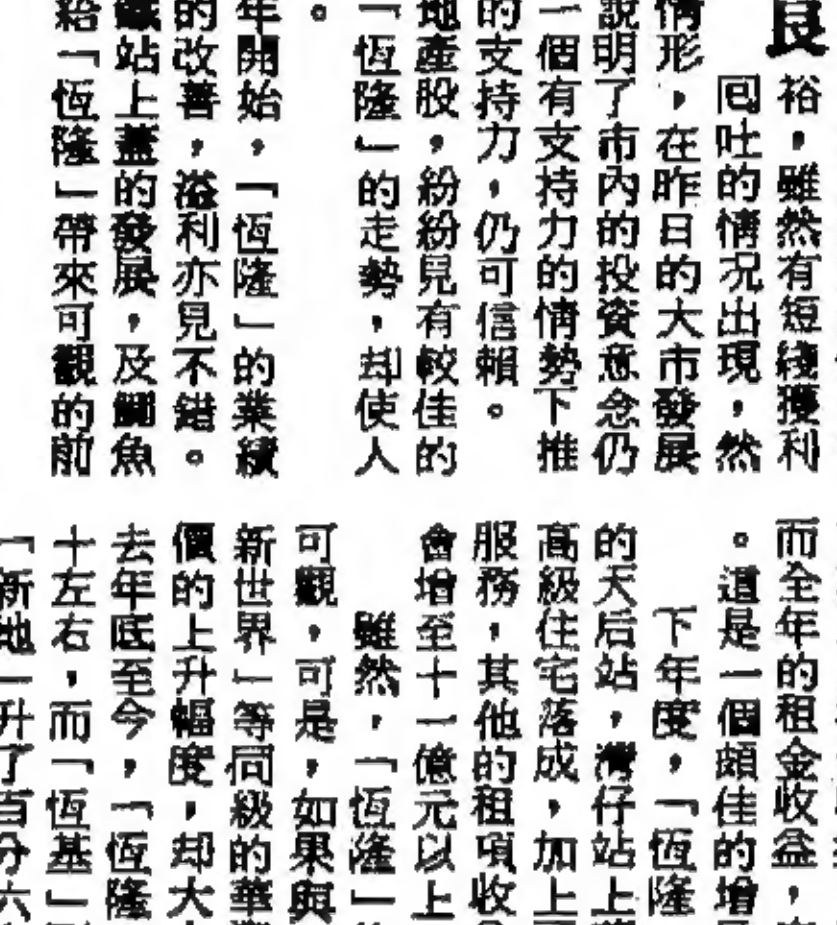 良
裕，雖然有短綫獲利
回吐的情況出現，然
情形，在昨日的大市發展
說明了市內的投資意念仍
一個有支持力的情勢下推
的支持力，仍可信賴。
地產股，紛紛見有較佳的
「恆隆」的走勢，却使人
。
年開始，「恆隆」的業績
的改善，溢利亦見不錯。
鐵站上蓋的發展，及鰂魚
給「恆隆」帶來可觀的前
而全年的租金收益，
。這是一個頗佳的增
下年度，「恆隆
的天后站，灣仔站上
高級住宅落成，加上
服務，其他的租項收
會增至十一億元以上
雖然，「恆隆」
可觀，可是，如果與
新世界」等同級的華
價的上升幅度，却大
去年底至今，「恆隆
十左右，而「恆基」
「新地」升了百分六